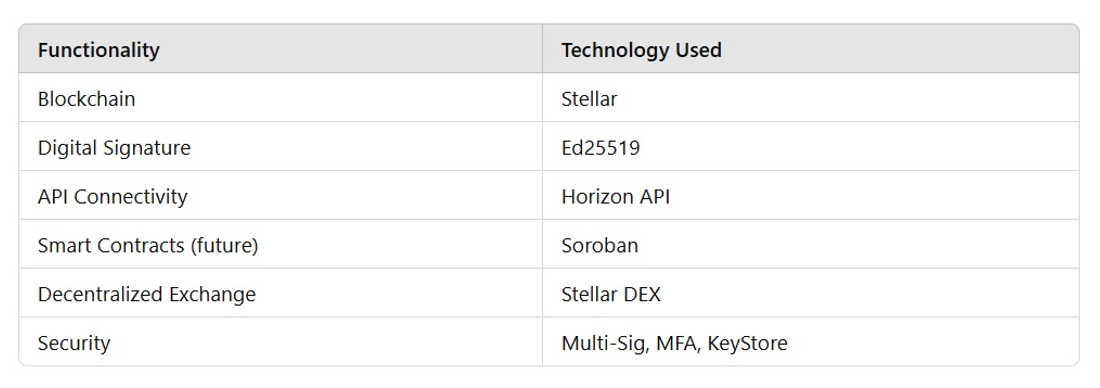 Functionality Technology Used
Blockchain Stellar
Digital Signature Ed25519
API Connectivity Horizon API
Smart Contracts (future) Soroban
Decentralized Exchange Stellar DEX
Security Multi-Sig, MFA, KeyStore